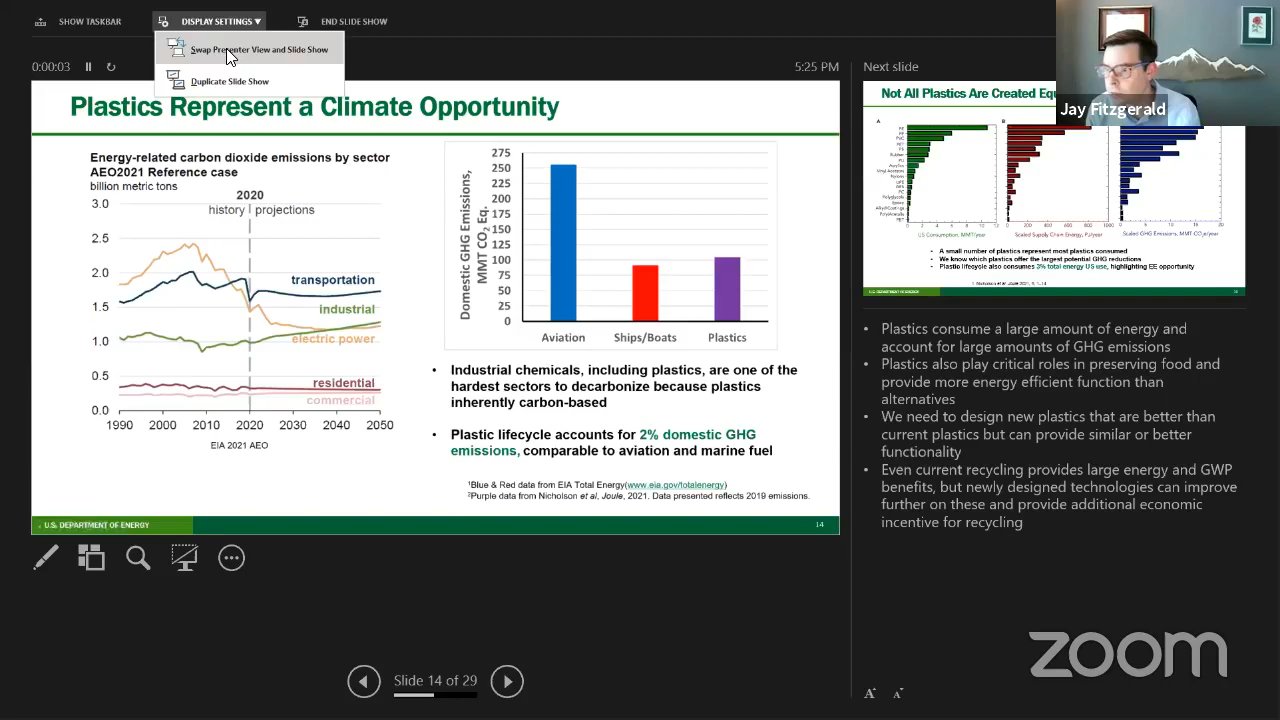 SHOW TASKBAR
DISPLAY SETTINGS ▼
END SLIDE SHOW
Swap Presenter View and Slide Show
Duplicate Slide Show
0:00:03
5:25 PM
Plastics Represent a Climate Opportunity
Energy-related carbon dioxide emissions by sector
AEO2021 Reference case
billion metric tons
2020
history
projections
3.0
2.5
2.0
1.5
1.0
0.5
0.0
transportation
industrial
electric power
residential
commercial
1990
2000
2010
2020
2030
2040
2050
EIA 2021 AEO
Domestic GHG Emissions,
MMT CO2 Eq.
275
250
225
200
175
150
125
100
75
50
25
0
Aviation
Ships/Boats
Plastics
• Industrial chemicals, including plastics, are one of the
hardest sectors to decarbonize because plastics
inherently carbon-based
• Plastic lifecycle accounts for 2% domestic GHG
emissions, comparable to aviation and marine fuel
1Blue & Red data from EIA Total Energy(www.eia.gov/totalenergy)
2Purple data from Nicholson et al, Joule, 2021. Data presented reflects 2019 emissions.
U.S. DEPARTMENT OF ENERGY
14
Slide 14 of 29
Next slide
Jay Fitzgerald
Not All Plastics Are Created Equ
A
B
US Consumption, MMT/year
Scaled Supply Chain Energy, PJ/year
Scaled GHG Emissions, MMT CO2e/year
• A small number of plastics represent most plastics consumed
• We know which plastics offer the largest potential GHG reductions
• Plastic lifecycle also consumes 3% total energy US use, highlighting EE opportunity
U.S. DEPARTMENT OF ENERGY
• Plastics consume a large amount of energy and
account for large amounts of GHG emissions
• Plastics also play critical roles in preserving food and
provide more energy efficient function than
alternatives
• We need to design new plastics that are better than
current plastics but can provide similar or better
functionality
• Even current recycling provides large energy and GWP
benefits, but newly designed technologies can improve
further on these and provide additional economic
incentive for recycling
A A
zoom